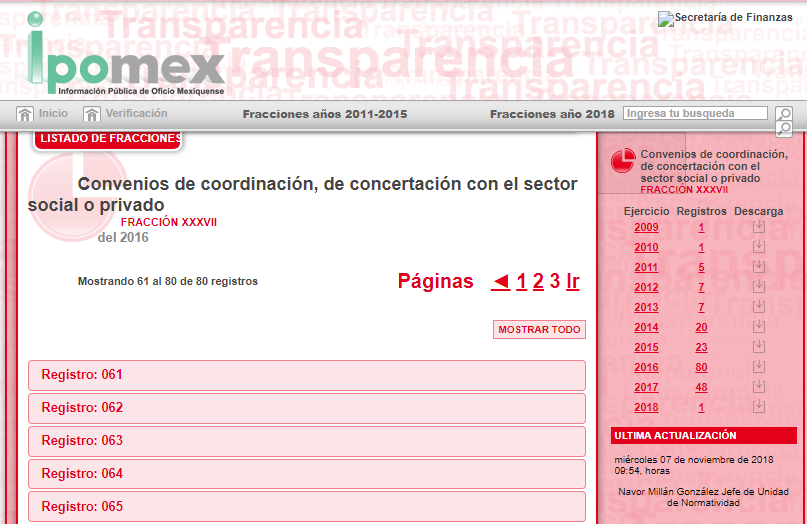 Transparencia
ipomex
Información Pública de Oficio Mexiquense
Secretaría de Finanzas
Inicio Verificación Fracciones años 2011-2015 Fracciones año 2018 Ingresa tu busqueda
LISTADO DE FRACCIONES
Convenios de coordinación, de concertación con el sector
social o privado
FRACCIÓN XXXVII
del 2016
Mostrando 61 al 80 de 80 registros
Páginas ◄ 1 2 3 Ir
MOSTRAR TODO
Registro: 061
Registro: 062
Registro: 063
Registro: 064
Registro: 065
Convenios de coordinación,
de concertación con el
sector social o privado
FRACCIÓN XXXVII
Ejercicio Registros Descarga
2009 1
2010 1
2011 5
2012 7
2013 7
2014 20
2015 23
2016 80
2017 48
2018 1
ULTIMA ACTUALIZACIÓN
miércoles 07 de noviembre de 2018
09:54, horas
Navor Millán González Jefe de Unidad
de Normatividad